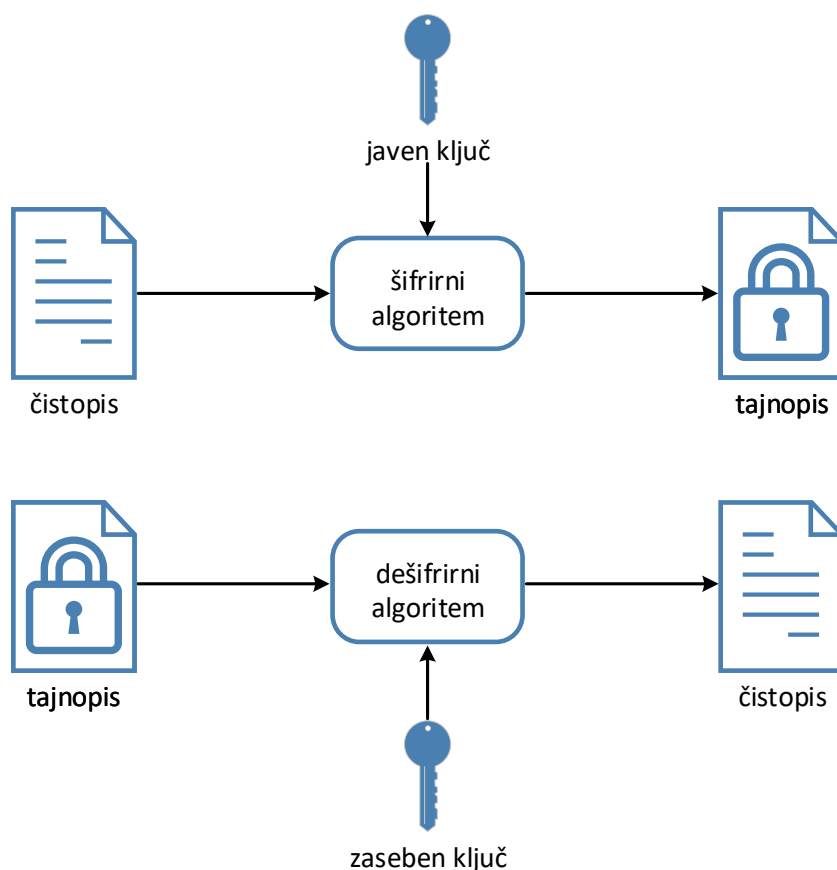 javen ključ
šifrirni
algoritem
čistopis
tajnopis
dešifrirni
algoritem
tajnopis
čistopis
zaseben ključ